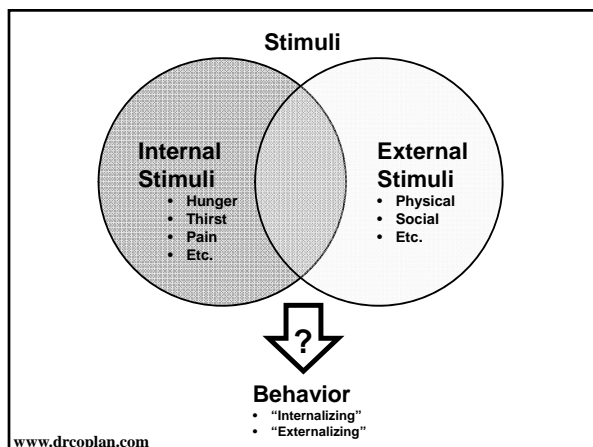 Stimuli
Internal
Stimuli
• Hunger
• Thirst
• Pain
• Etc.
External
Stimuli
• Physical
• Social
• Etc.
?
Behavior
• “Internalizing”
• “Externalizing”
www.drcoplan.com